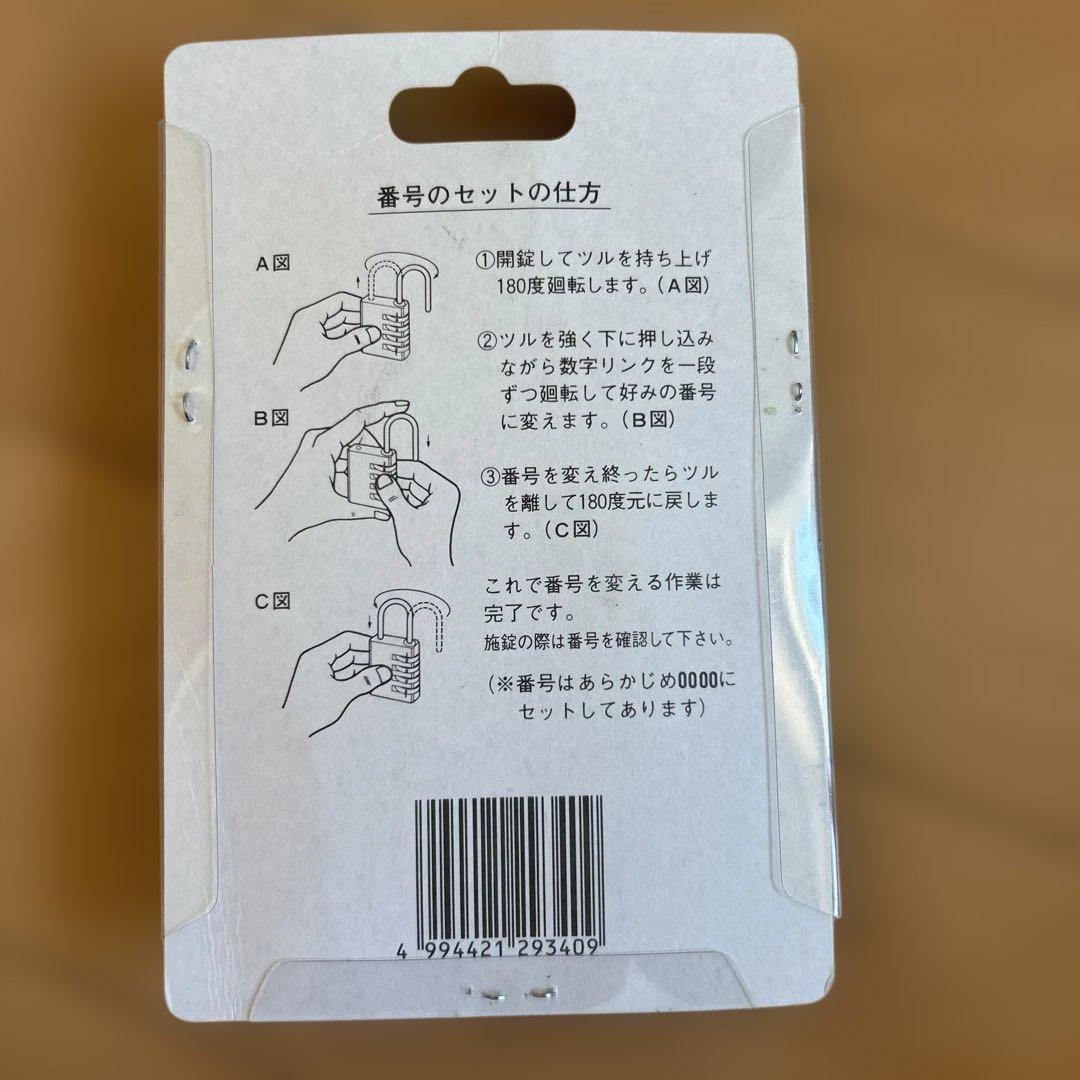 番号のセットの仕方
A図
①開錠してツルを持ち上げ
180度廻転します。(A図)
②ツルを強く下に押し込み
ながら数字リンクを一段
ずつ廻転して好みの番号
に変えます。(B図)
B図
③番号を変え終ったらツル
を離して180度元に戻しま
す。(C図)
C図
これで番号を変える作業は
完了です。
施錠の際は番号を確認して下さい。
(※番号はあらかじめ0000に
セットしてあります)
4 994421 293409